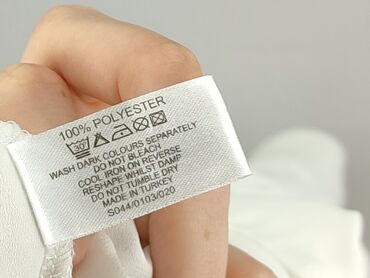 100% POLYESTER
30
WASH DARK COLOURS SEPARATELY
DO NOT BLEACH
COOL IRON ON REVERSE
RESHAPE WHILST DAMP
DO NOT TUMBLE DRY
MADE IN TURKEY
S044/0103/020